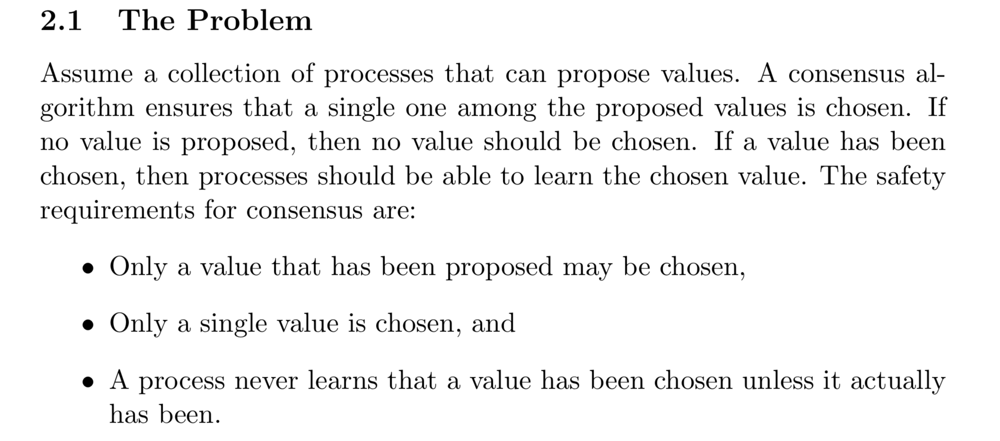 2.1 The Problem
Assume a collection of processes that can propose values. A consensus al-
gorithm ensures that a single one among the proposed values is chosen. If
no value is proposed, then no value should be chosen. If a value has been
chosen, then processes should be able to learn the chosen value. The safety
requirements for consensus are:
• Only a value that has been proposed may be chosen,
• Only a single value is chosen, and
• A process never learns that a value has been chosen unless it actually
has been.